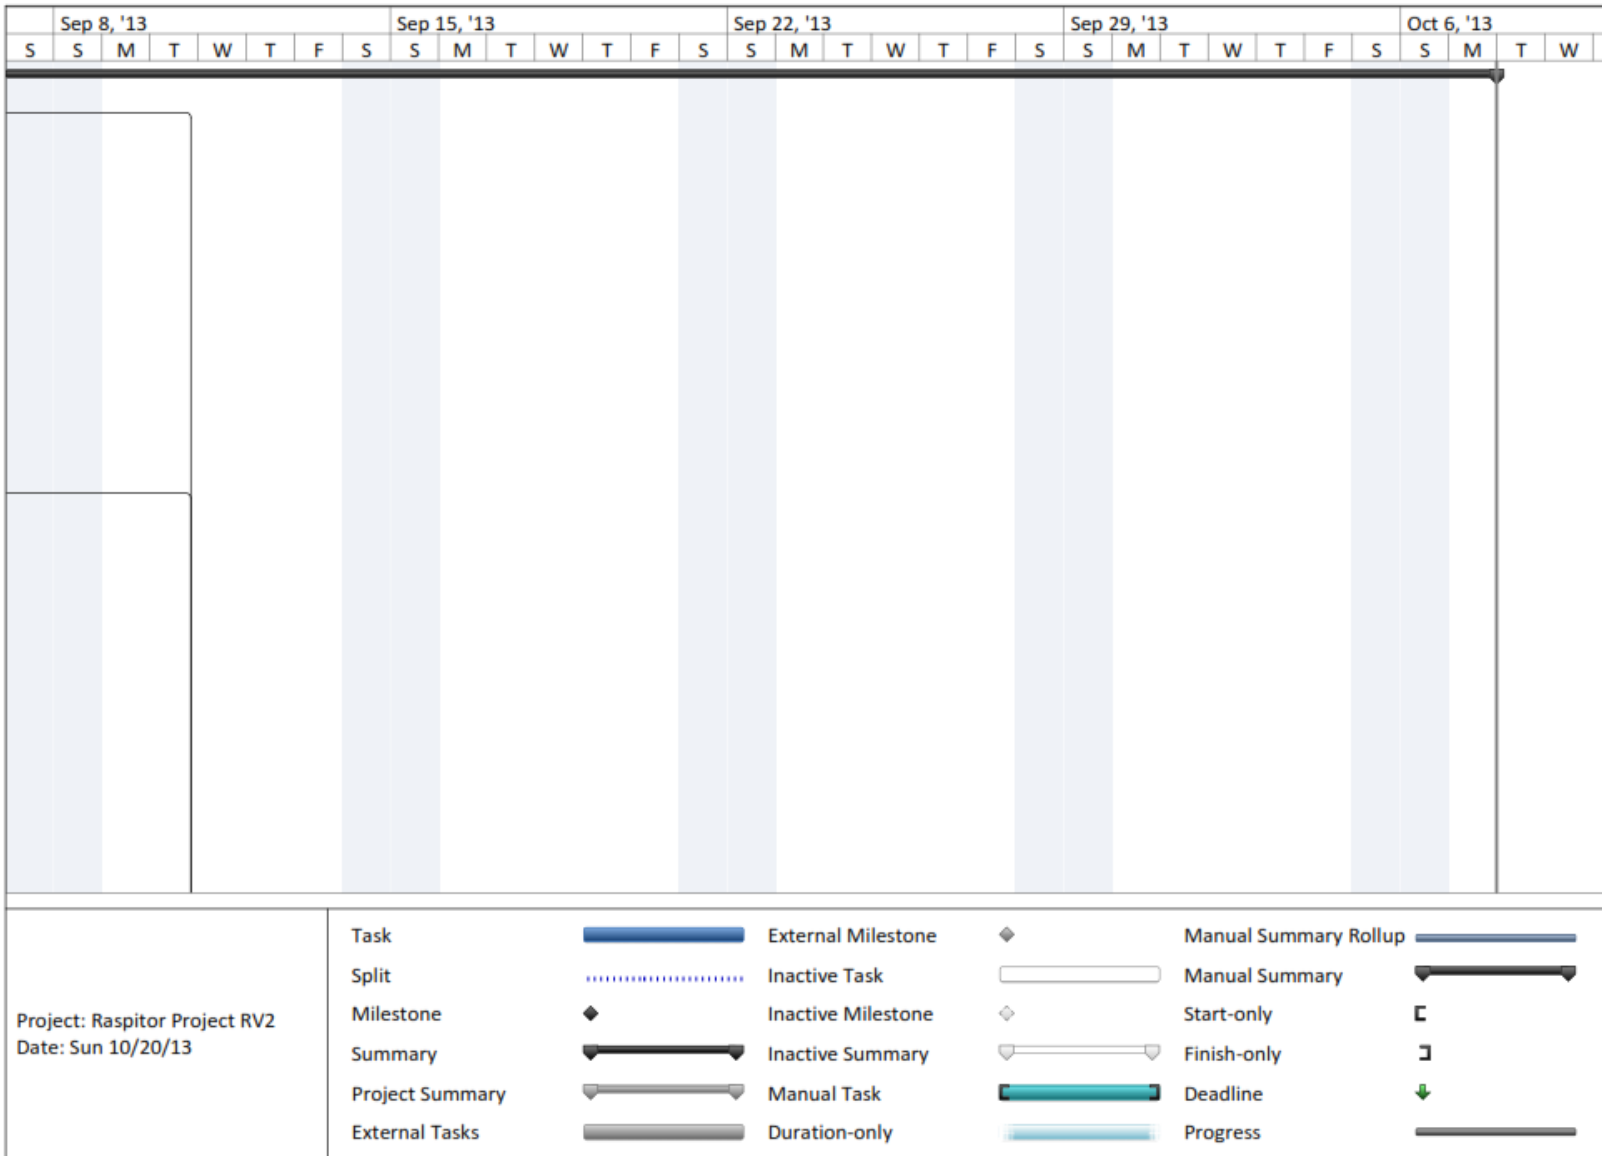 Sep 8, '13 Sep 15, '13 Sep 22, '13 Sep 29, '13 Oct 6, '13
S S M T W T F S S M T W T F S S M T W T F S S M T W T F S S M T W
Task External Milestone Manual Summary Rollup
Split Inactive Task Manual Summary
Milestone Inactive Milestone Start-only
Project: Raspitor Project RV2
Date: Sun 10/20/13
Summary Inactive Summary Finish-only
Project Summary Manual Task Deadline
External Tasks Duration-only Progress